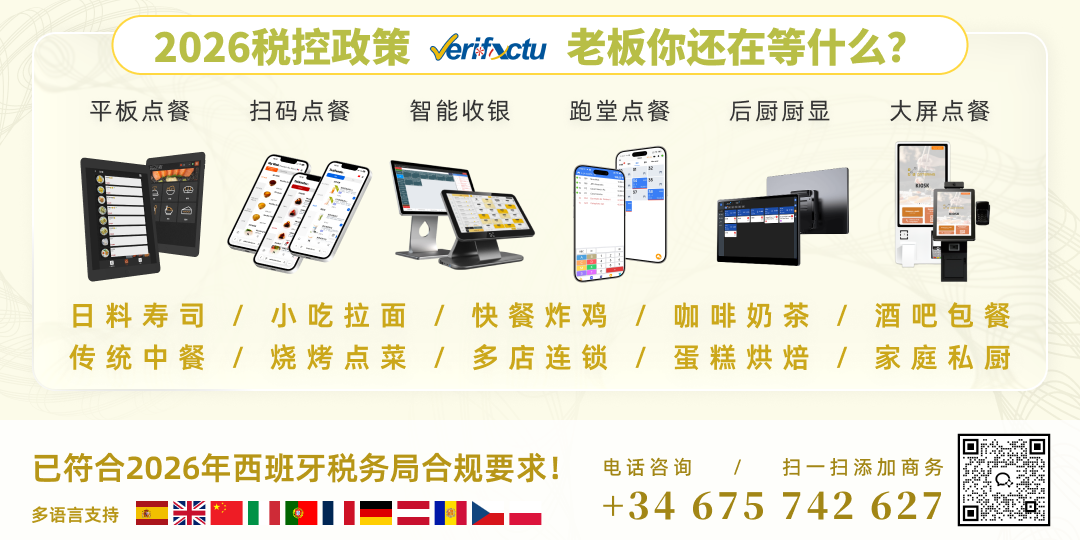 2026税控政策 Verifactu 老板你还在等什么？
平板点餐 扫码点餐 智能收银 跑堂点餐 后厨厨显 大屏点餐
KIOSK
日料寿司 / 小吃拉面 / 快餐炸鸡 / 咖啡奶茶 / 酒吧包餐
传统中餐 / 烧烤点菜 / 多店连锁 / 蛋糕烘焙 / 家庭私厨
已符合2026年西班牙税务局合规要求！
电话咨询 / 扫一扫添加商务
+34 675 742 627
多语言支持